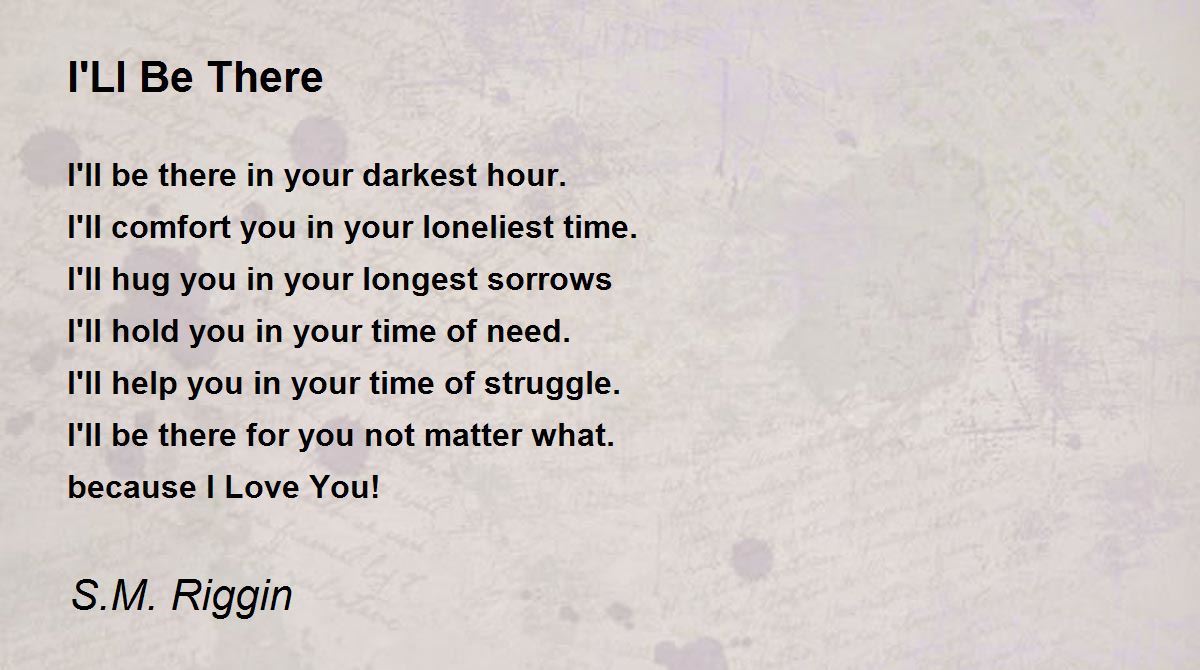 I'Ll Be There
I'll be there in your darkest hour.
I'll comfort you in your loneliest time.
I'll hug you in your longest sorrows
I'll hold you in your time of need.
I'll help you in your time of struggle.
I'll be there for you not matter what.
because I Love You!
S.M. Riggin